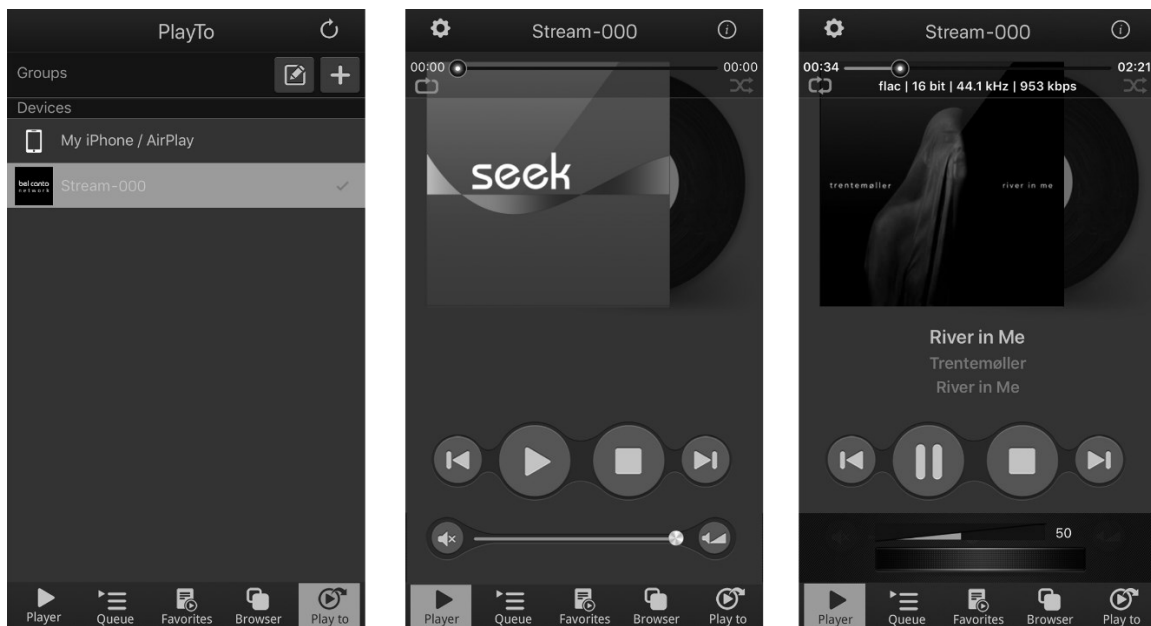 PlayTo
Groups
Devices
My iPhone / AirPlay
bel canto
network
Stream-000
Player
Queue
Favorites
Browser
Play to
Stream-000
00:00
00:00
seek
Player
Queue
Favorites
Browser
Play to
Stream-000
00:34
02:21
flac | 16 bit | 44.1 kHz | 953 kbps
trentemøller
river in me
River in Me
Trentemøller
River in Me
50
Player
Queue
Favorites
Browser
Play to